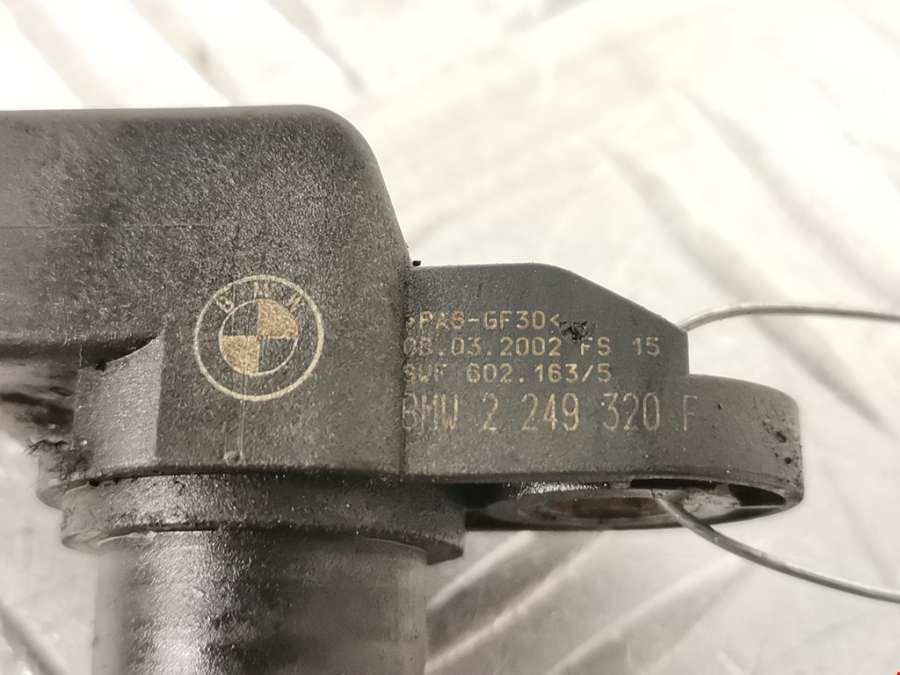 BMW
>PA6-GF30<
08.03.2002 FS 15
SWF 602.163/5
BMW 2 249 320 F